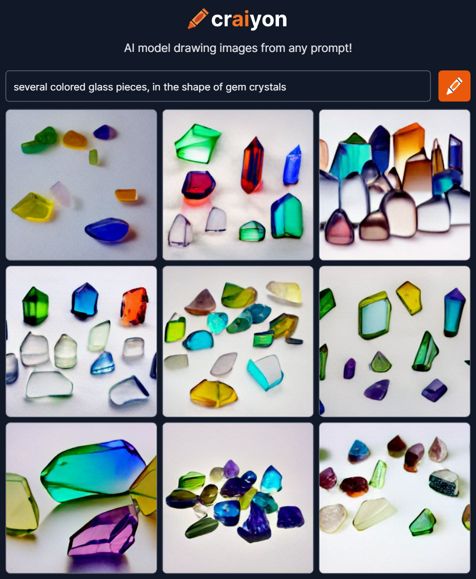 craiyon
AI model drawing images from any prompt!
several colored glass pieces, in the shape of gem crystals